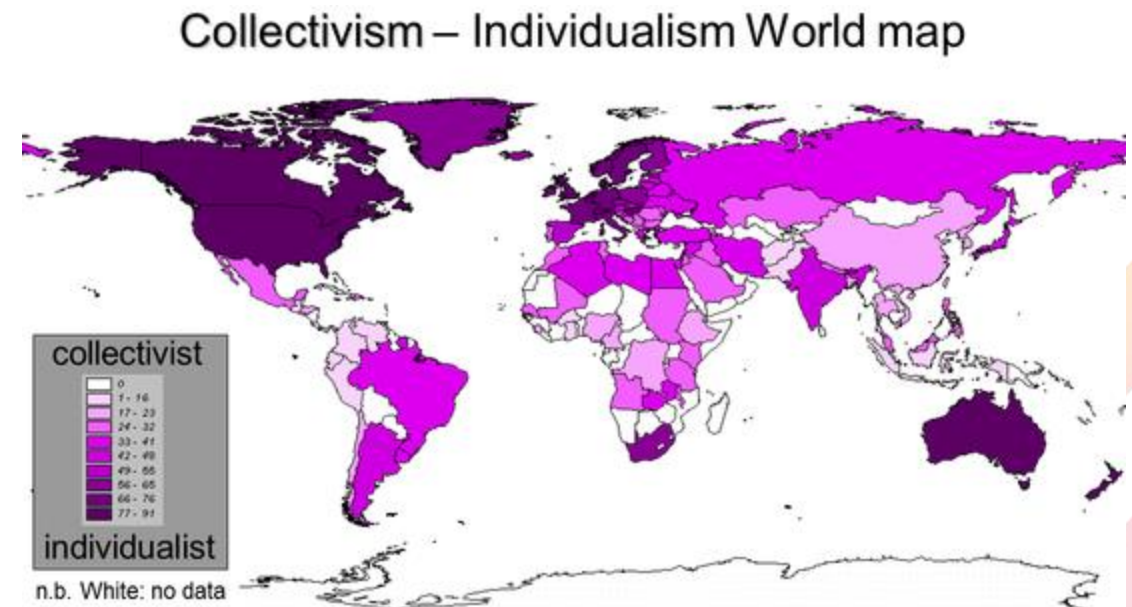 Collectivism – Individualism World map
collectivist
0
1 - 16
17 - 23
24 - 32
33 - 41
42 - 48
49 - 55
56 - 65
66 - 76
77 - 91
individualist
n.b. White: no data